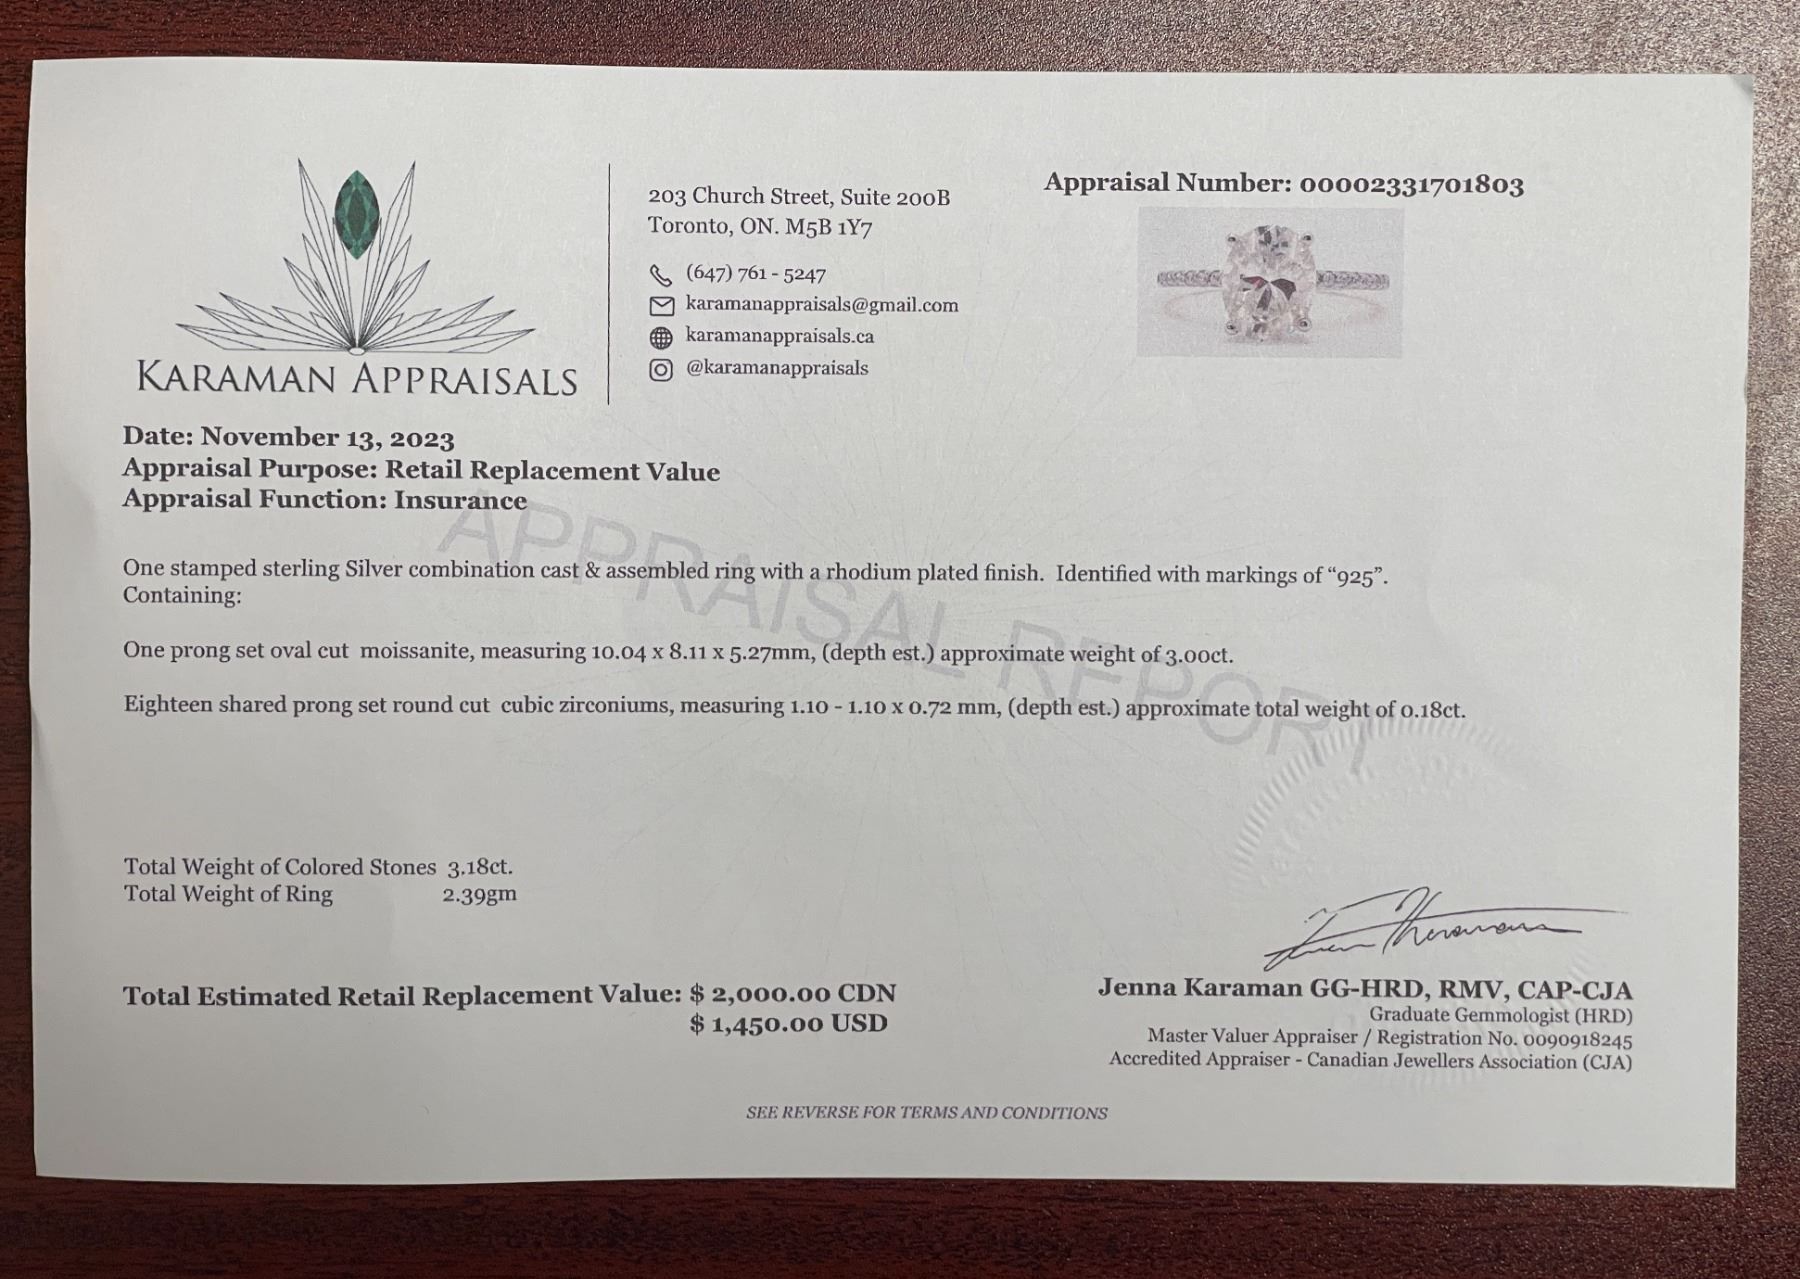 KARAMAN APPRAISALS
203 Church Street, Suite 200B
Toronto, ON. M5B 1Y7
(647) 761 - 5247
karamanappraisals@gmail.com
karamanappraisals.ca
@karamanappraisals
Appraisal Number: 00002331701803
Date: November 13, 2023
Appraisal Purpose: Retail Replacement Value
Appraisal Function: Insurance
APPRAISAL REPORT
One stamped sterling Silver combination cast & assembled ring with a rhodium plated finish. Identified with markings of “925”.
Containing:
One prong set oval cut moissanite, measuring 10.04 x 8.11 x 5.27mm, (depth est.) approximate weight of 3.00ct.
Eighteen shared prong set round cut cubic zirconiums, measuring 1.10 - 1.10 x 0.72 mm, (depth est.) approximate total weight of 0.18ct.
Total Weight of Colored Stones 3.18ct.
Total Weight of Ring 2.39gm
Total Estimated Retail Replacement Value: $ 2,000.00 CDN
$ 1,450.00 USD
Jenna Karaman GG-HRD, RMV, CAP-CJA
Graduate Gemmologist (HRD)
Master Valuer Appraiser / Registration No. 0090918245
Accredited Appraiser - Canadian Jewellers Association (CJA)
SEE REVERSE FOR TERMS AND CONDITIONS